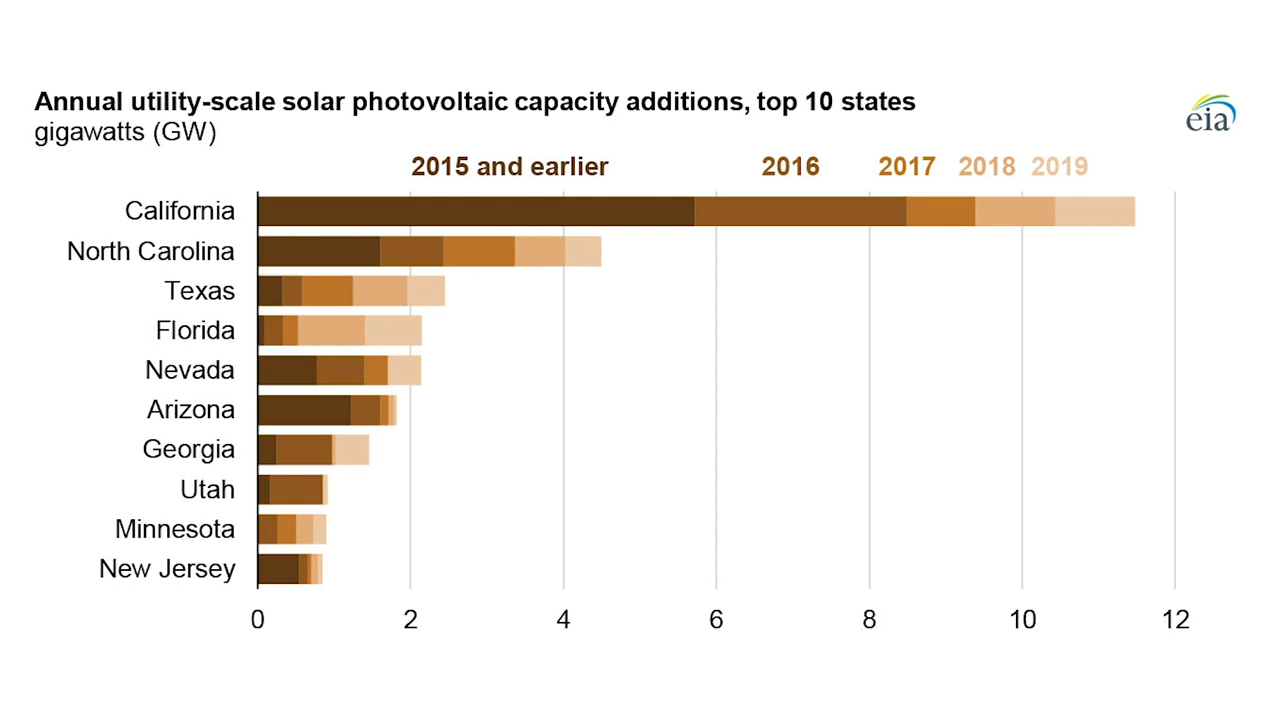 Annual utility-scale solar photovoltaic capacity additions, top 10 states
gigawatts (GW)
eia
2015 and earlier 2016 2017 2018 2019
California
North Carolina
Texas
Florida
Nevada
Arizona
Georgia
Utah
Minnesota
New Jersey
0 2 4 6 8 10 12